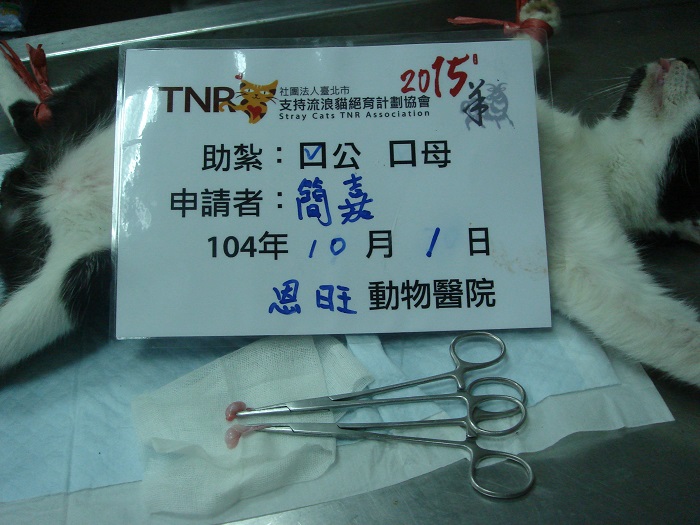 TNR 社團法人臺北市
支持流浪貓絕育計劃協會
Stray Cats TNR Association
2015' 羊
助紮：☑公 口母
申請者：簡嘉
104年 10 月 1 日
恩旺 動物醫院